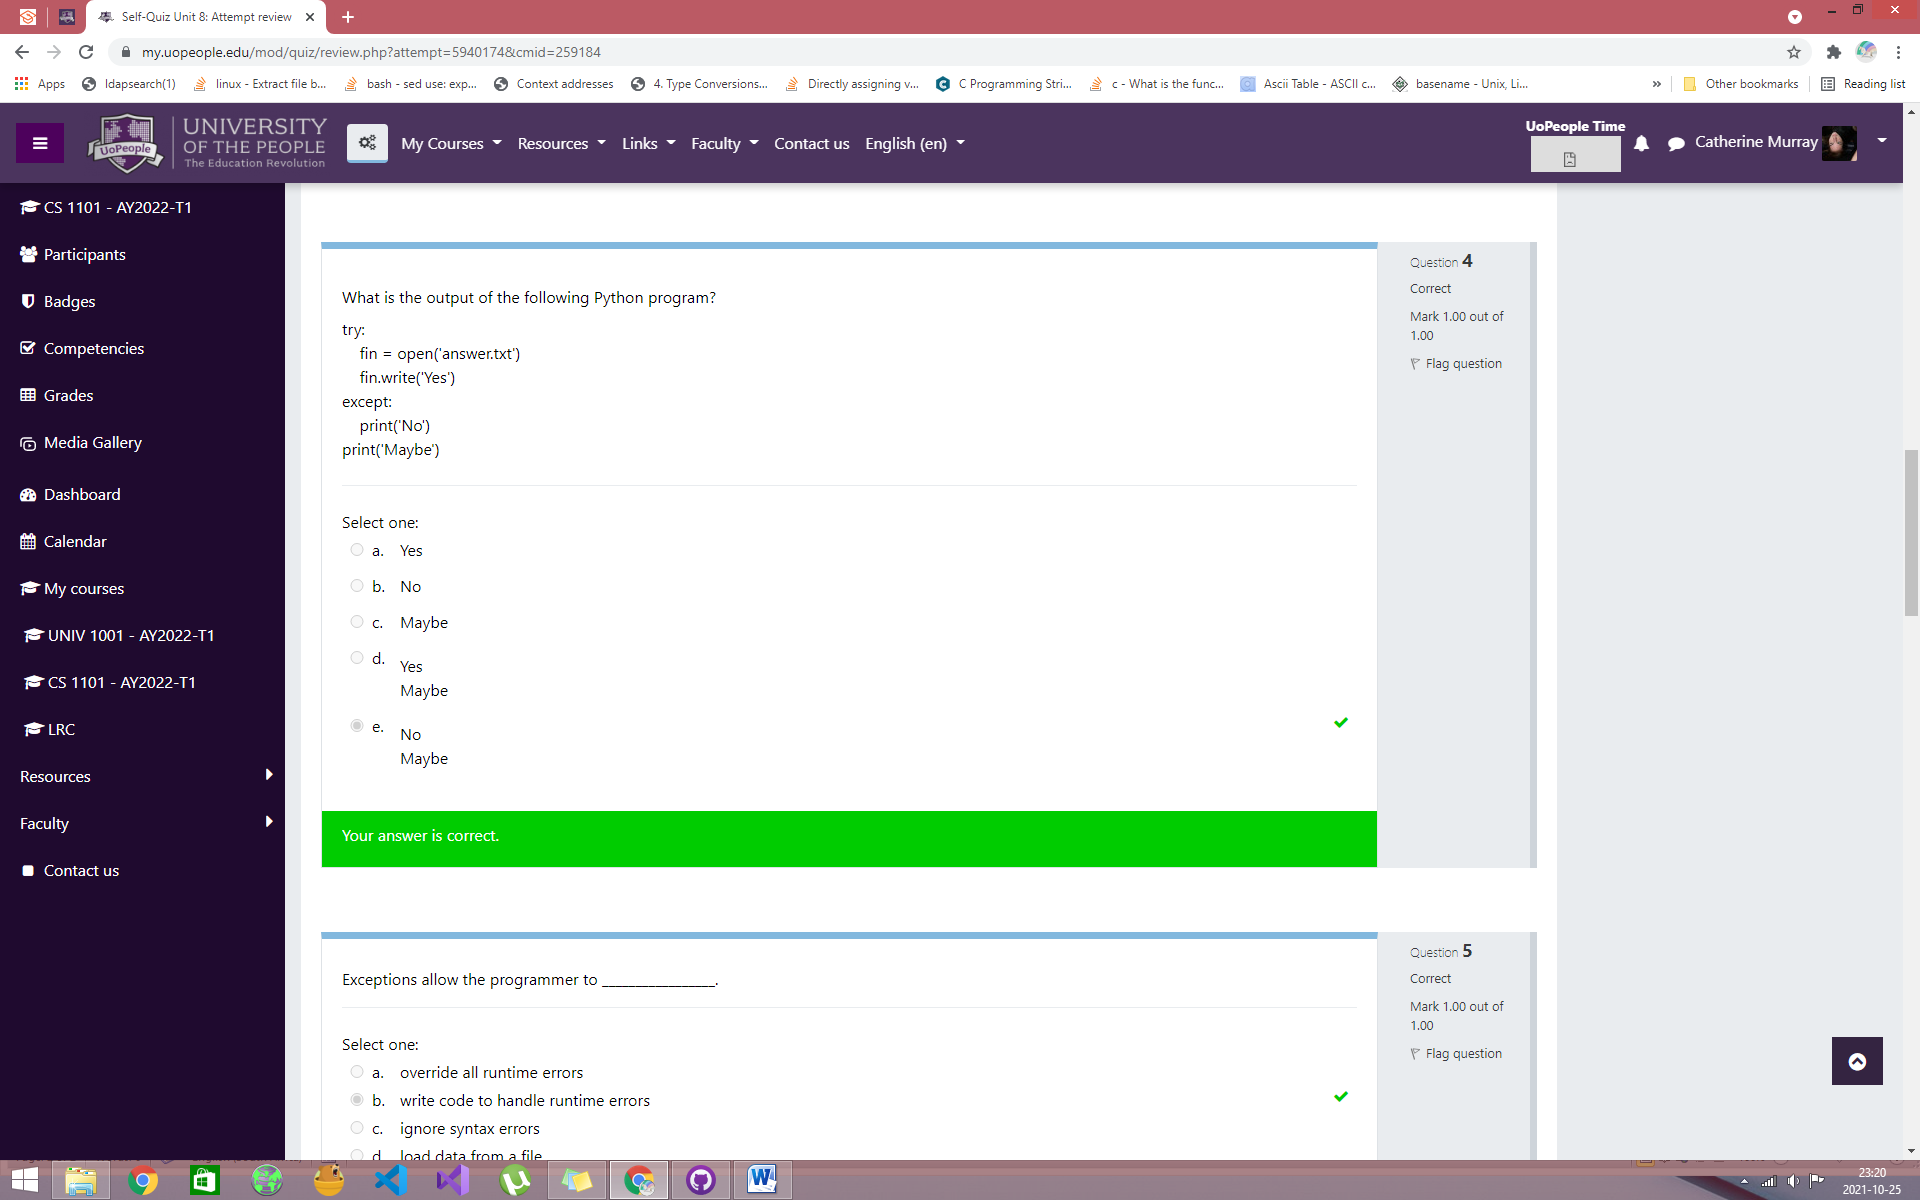 Self-Quiz Unit 8: Attempt review
my.uopeople.edu/mod/quiz/review.php?attempt=5940174&cmid=259184
Apps
ldapsearch(1)
linux - Extract file b...
bash - sed use: exp...
Context addresses
4. Type Conversions...
Directly assigning v...
C Programming Stri...
c - What is the func...
Ascii Table - ASCII c...
basename - Unix, Li...
»
Other bookmarks
Reading list
UoPeople
UNIVERSITY
OF THE PEOPLE
The Education Revolution
My Courses
Resources
Links
Faculty
Contact us
English (en)
UoPeople Time
Catherine Murray
CS 1101 - AY2022-T1
Participants
Badges
Competencies
Grades
Media Gallery
Dashboard
Calendar
My courses
UNIV 1001 - AY2022-T1
CS 1101 - AY2022-T1
LRC
Resources
Faculty
Contact us
What is the output of the following Python program?
try:
fin = open('answer.txt')
fin.write('Yes')
except:
print('No')
print('Maybe')
Select one:
a. Yes
b. No
c. Maybe
d. Yes
Maybe
e. No
Maybe
Your answer is correct.
Question 4
Correct
Mark 1.00 out of
1.00
Flag question
Exceptions allow the programmer to ________________.
Select one:
a. override all runtime errors
b. write code to handle runtime errors
c. ignore syntax errors
d. load data from a file
Question 5
Correct
Mark 1.00 out of
1.00
Flag question
23:20
2021-10-25